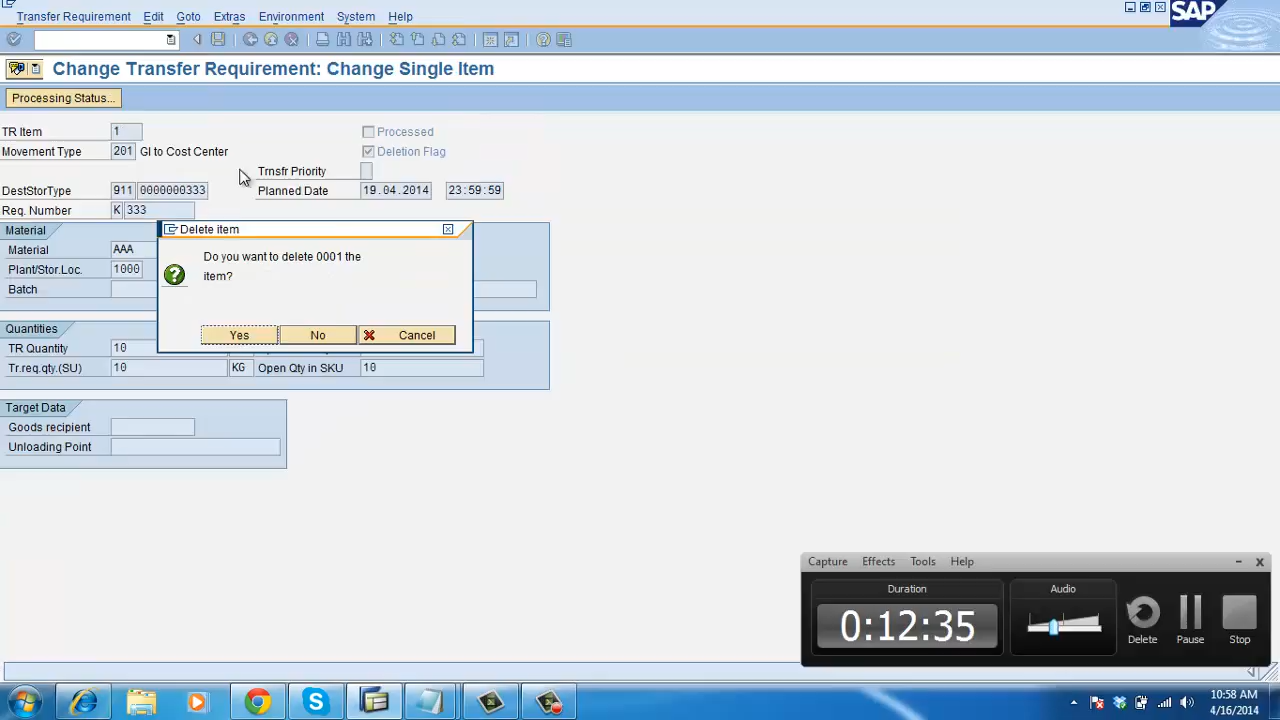 Transfer Requirement Edit Goto Extras Environment System Help
SAP
Change Transfer Requirement: Change Single Item
Processing Status...
TR Item 1 Processed
Movement Type 201 GI to Cost Center Deletion Flag
Trnsfr Priority
DestStorType 911 0000000333 Planned Date 19.04.2014 23:59:59
Req. Number K 333
Material
Material AAA
Plant/Stor.Loc. 1000
Batch
Delete item
Do you want to delete 0001 the
item?
Yes No Cancel
Quantities
TR Quantity 10
Tr.req.qty.(SU) 10 KG Open Qty in SKU 10
Target Data
Goods recipient
Unloading Point
Capture Effects Tools Help
Duration Audio
0:12:35
Delete Pause Stop
10:58 AM
4/16/2014